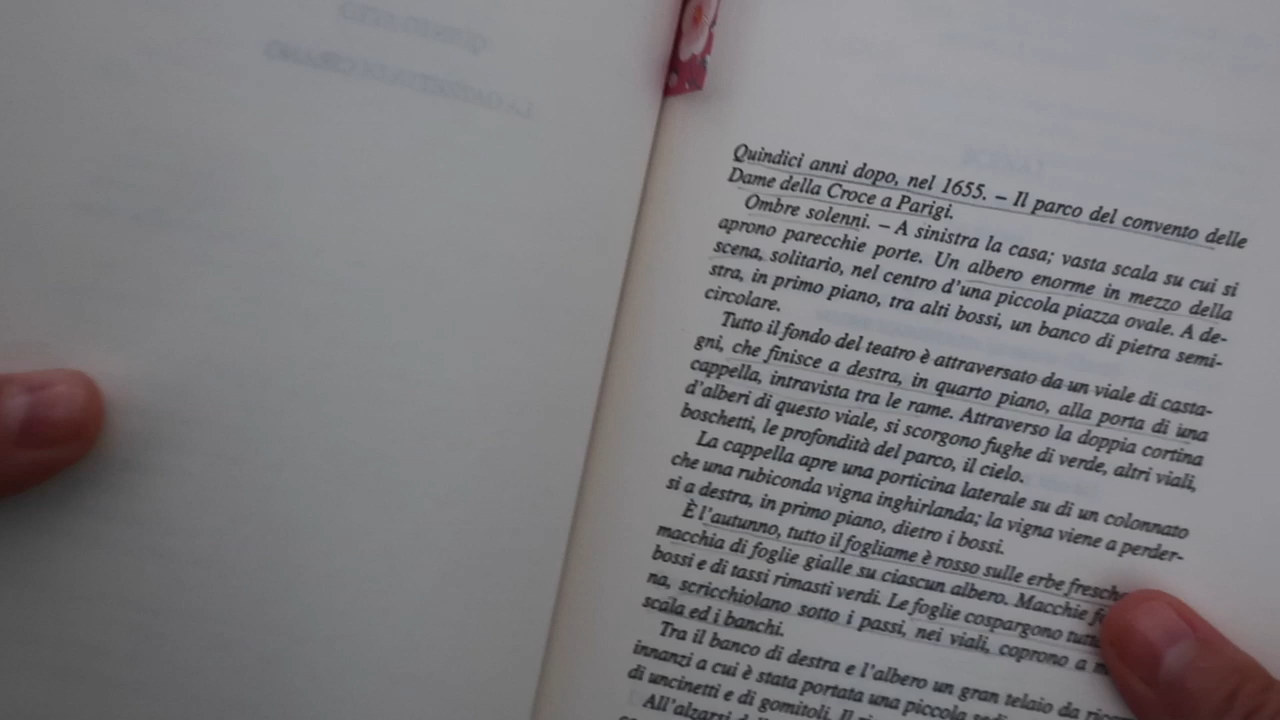 Quindici anni dopo, nel 1655. – Il parco del convento delle
Dame della Croce a Parigi.
Ombre solenni. – A sinistra la casa; vasta scala su cui si
aprono parecchie porte. Un albero enorme in mezzo della
scena, solitario, nel centro d'una piccola piazza ovale. A de-
stra, in primo piano, tra alti bossi, un banco di pietra semi-
circolare.
Tutto il fondo del teatro è attraversato da un viale di casta-
gni, che finisce a destra, in quarto piano, alla porta di una
cappella, intravista tra le rame. Attraverso la doppia cortina
d'alberi di questo viale, si scorgono fughe di verde, altri viali,
boschetti, le profondità del parco, il cielo.
La cappella apre una porticina laterale su di un colonnato
che una rubiconda vigna inghirlanda; la vigna viene a perder-
si a destra, in primo piano, dietro i bossi.
È l'autunno, tutto il fogliame è rosso sulle erbe fresche
macchia di foglie gialle su ciascun albero. Macchie
bossi e di tassi rimasti verdi. Le foglie cospargono
na, scricchiolano sotto i passi, nei viali, coprono a
scala ed i banchi.
Tra il banco di destra e l'albero un gran telaio da
innanzi a cui è stata portata una piccola
di uncinetti e di gomitoli. Il
All'alzarsi